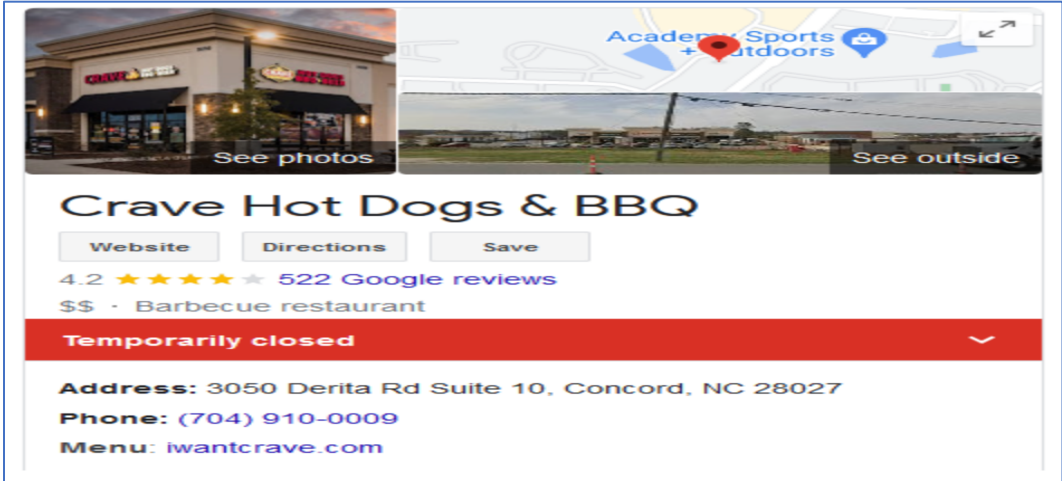 CRAVE
Academy Sports
+ Outdoors
See photos
See outside
Crave Hot Dogs & BBQ
Website Directions Save
4.2 522 Google reviews
$$ · Barbecue restaurant
Temporarily closed
Address: 3050 Derita Rd Suite 10, Concord, NC 28027
Phone: (704) 910-0009
Menu: iwantcrave.com